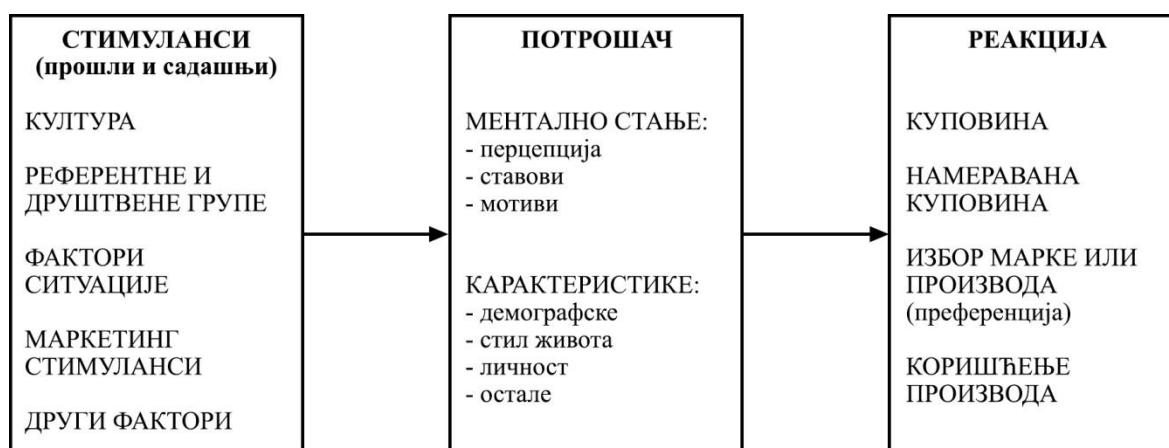 СТИМУЛАНСИ
(прошли и садашњи)
КУЛТУРА
РЕФЕРЕНТНЕ И
ДРУШТВЕНЕ ГРУПЕ
ФАКТОРИ
СИТУАЦИЈЕ
МАРКЕТИНГ
СТИМУЛАНСИ
ДРУГИ ФАКТОРИ
ПОТРОШАЧ
МЕНТАЛНО СТАЊЕ:
- перцепција
- ставови
- мотиви
КАРАКТЕРИСТИКЕ:
- демографске
- стил живота
- личност
- остале
РЕАКЦИЈА
КУПОВИНА
НАМЕРАВАНА
КУПОВИНА
ИЗБОР МАРКЕ ИЛИ
ПРОИЗВОДА
(преференција)
КОРИШЋЕЊЕ
ПРОИЗВОДА